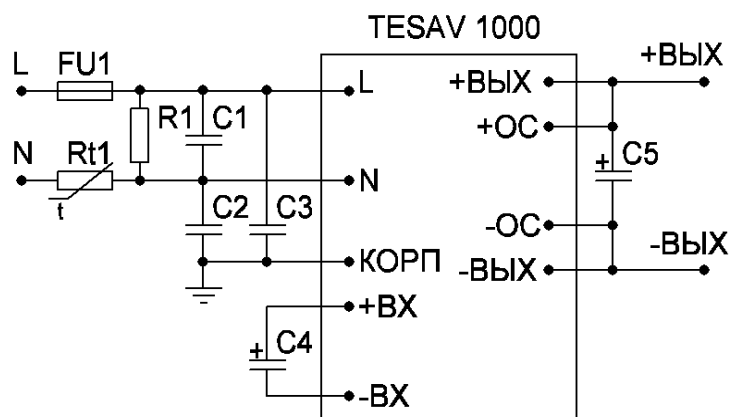 TESAV 1000
L
FU1
L
+ВЫХ
+ВЫХ
R1
C1
+ОС
N
Rt1
t
N
+
C5
C2
C3
-ОС
-ВЫХ
-ВЫХ
КОРП
+ВХ
+
C4
-ВХ